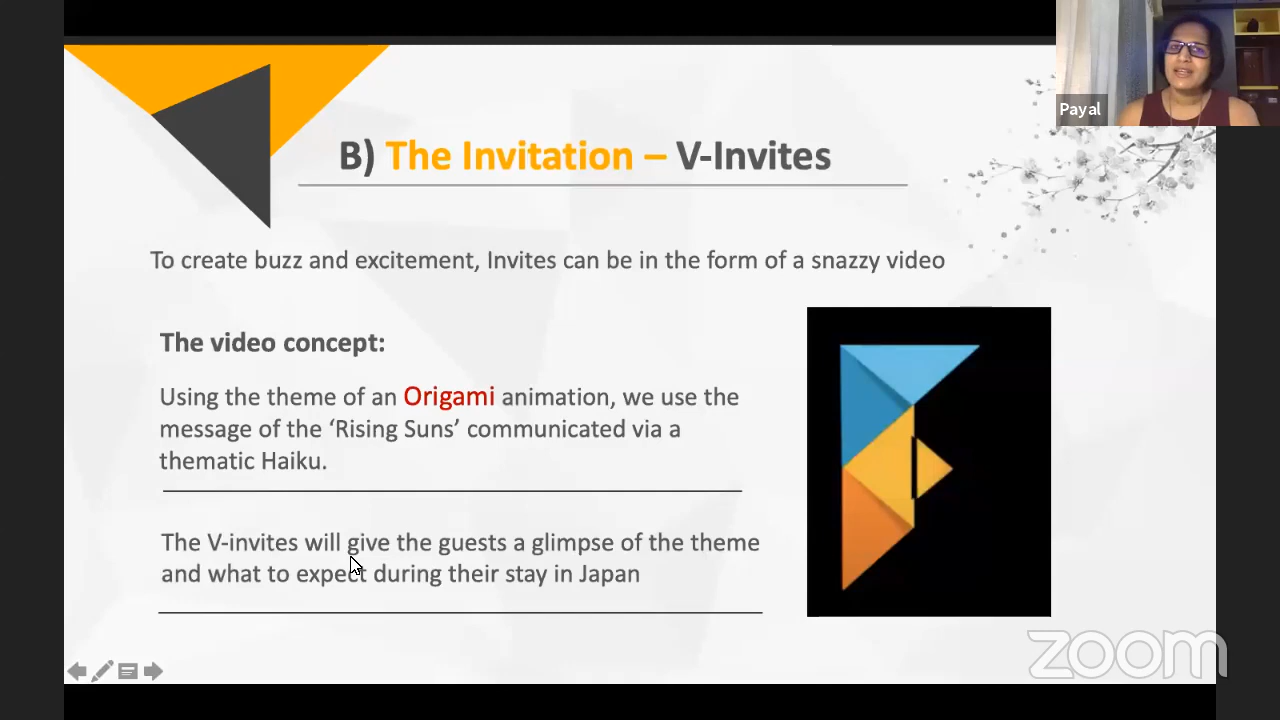 Payal
B) The Invitation – V-Invites
To create buzz and excitement, Invites can be in the form of a snazzy video
The video concept:
Using the theme of an Origami animation, we use the
message of the ‘Rising Suns’ communicated via a
thematic Haiku.
The V-invites will give the guests a glimpse of the theme
and what to expect during their stay in Japan
zoom